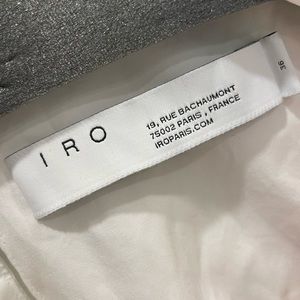 IRO
19, RUE BACHAUMONT
75002 PARIS, FRANCE
IROPARIS.COM
36